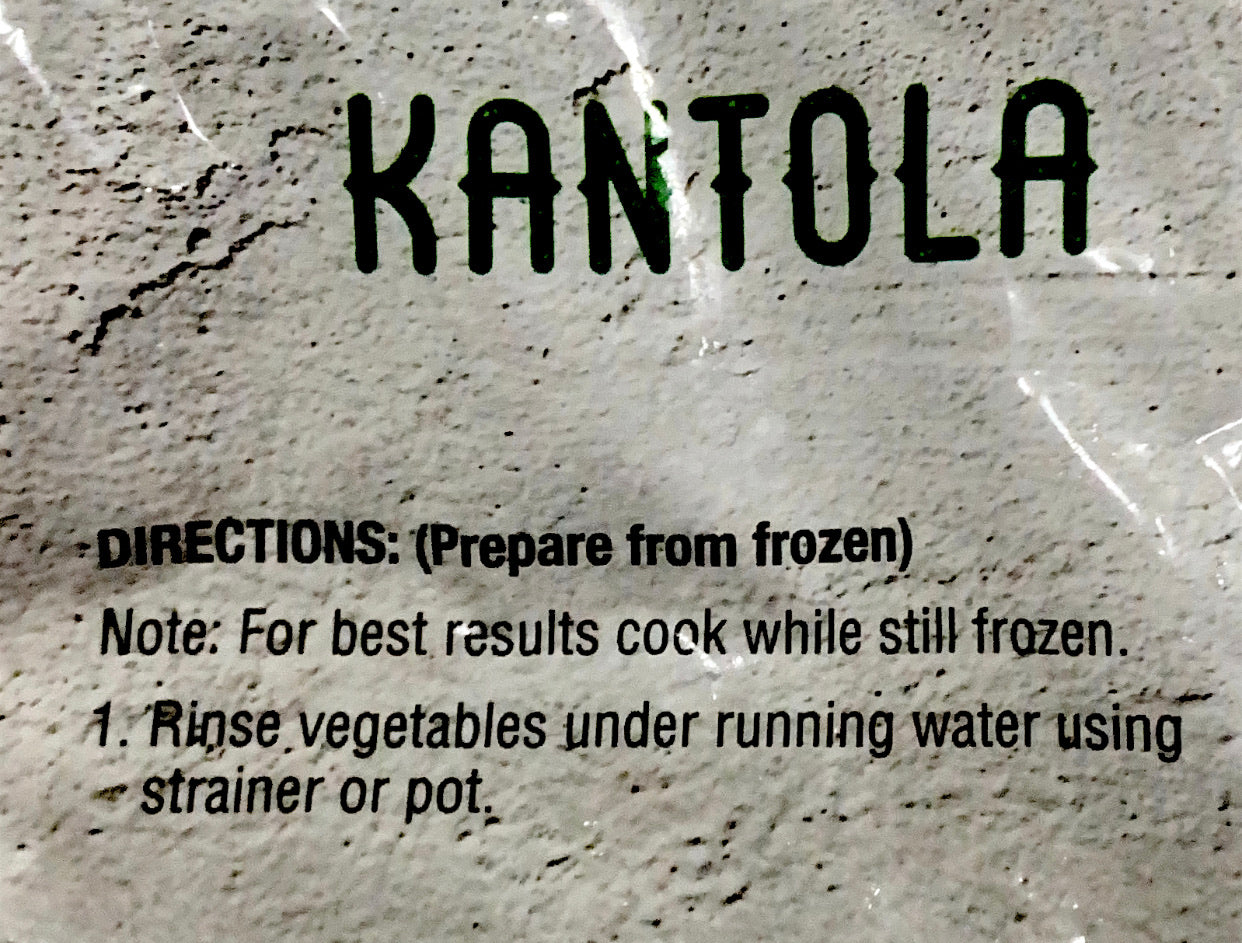 KANTOLA
DIRECTIONS: (Prepare from frozen)
Note: For best results cook while still frozen.
1. Rinse vegetables under running water using
strainer or pot.